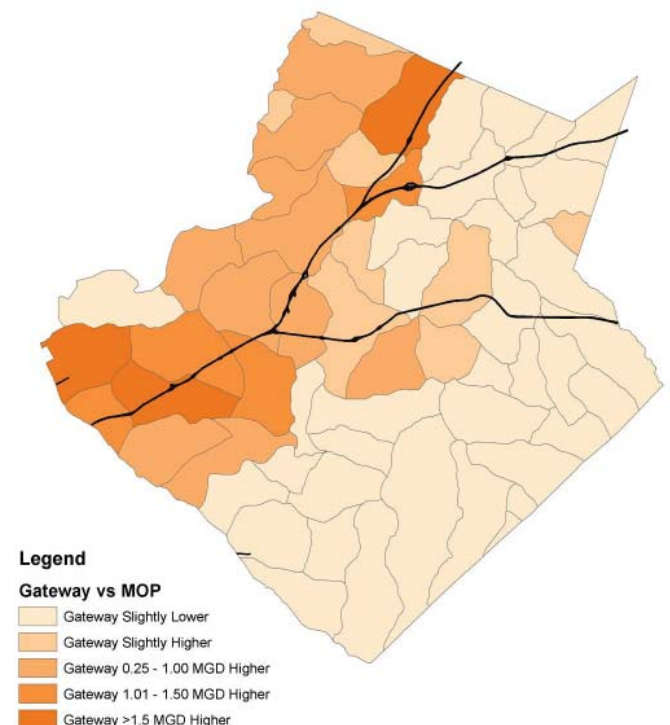 Legend
Gateway vs MOP
Gateway Slightly Lower
Gateway Slightly Higher
Gateway 0.25 - 1.00 MGD Higher
Gateway 1.01 - 1.50 MGD Higher
Gateway >1.5 MGD Higher